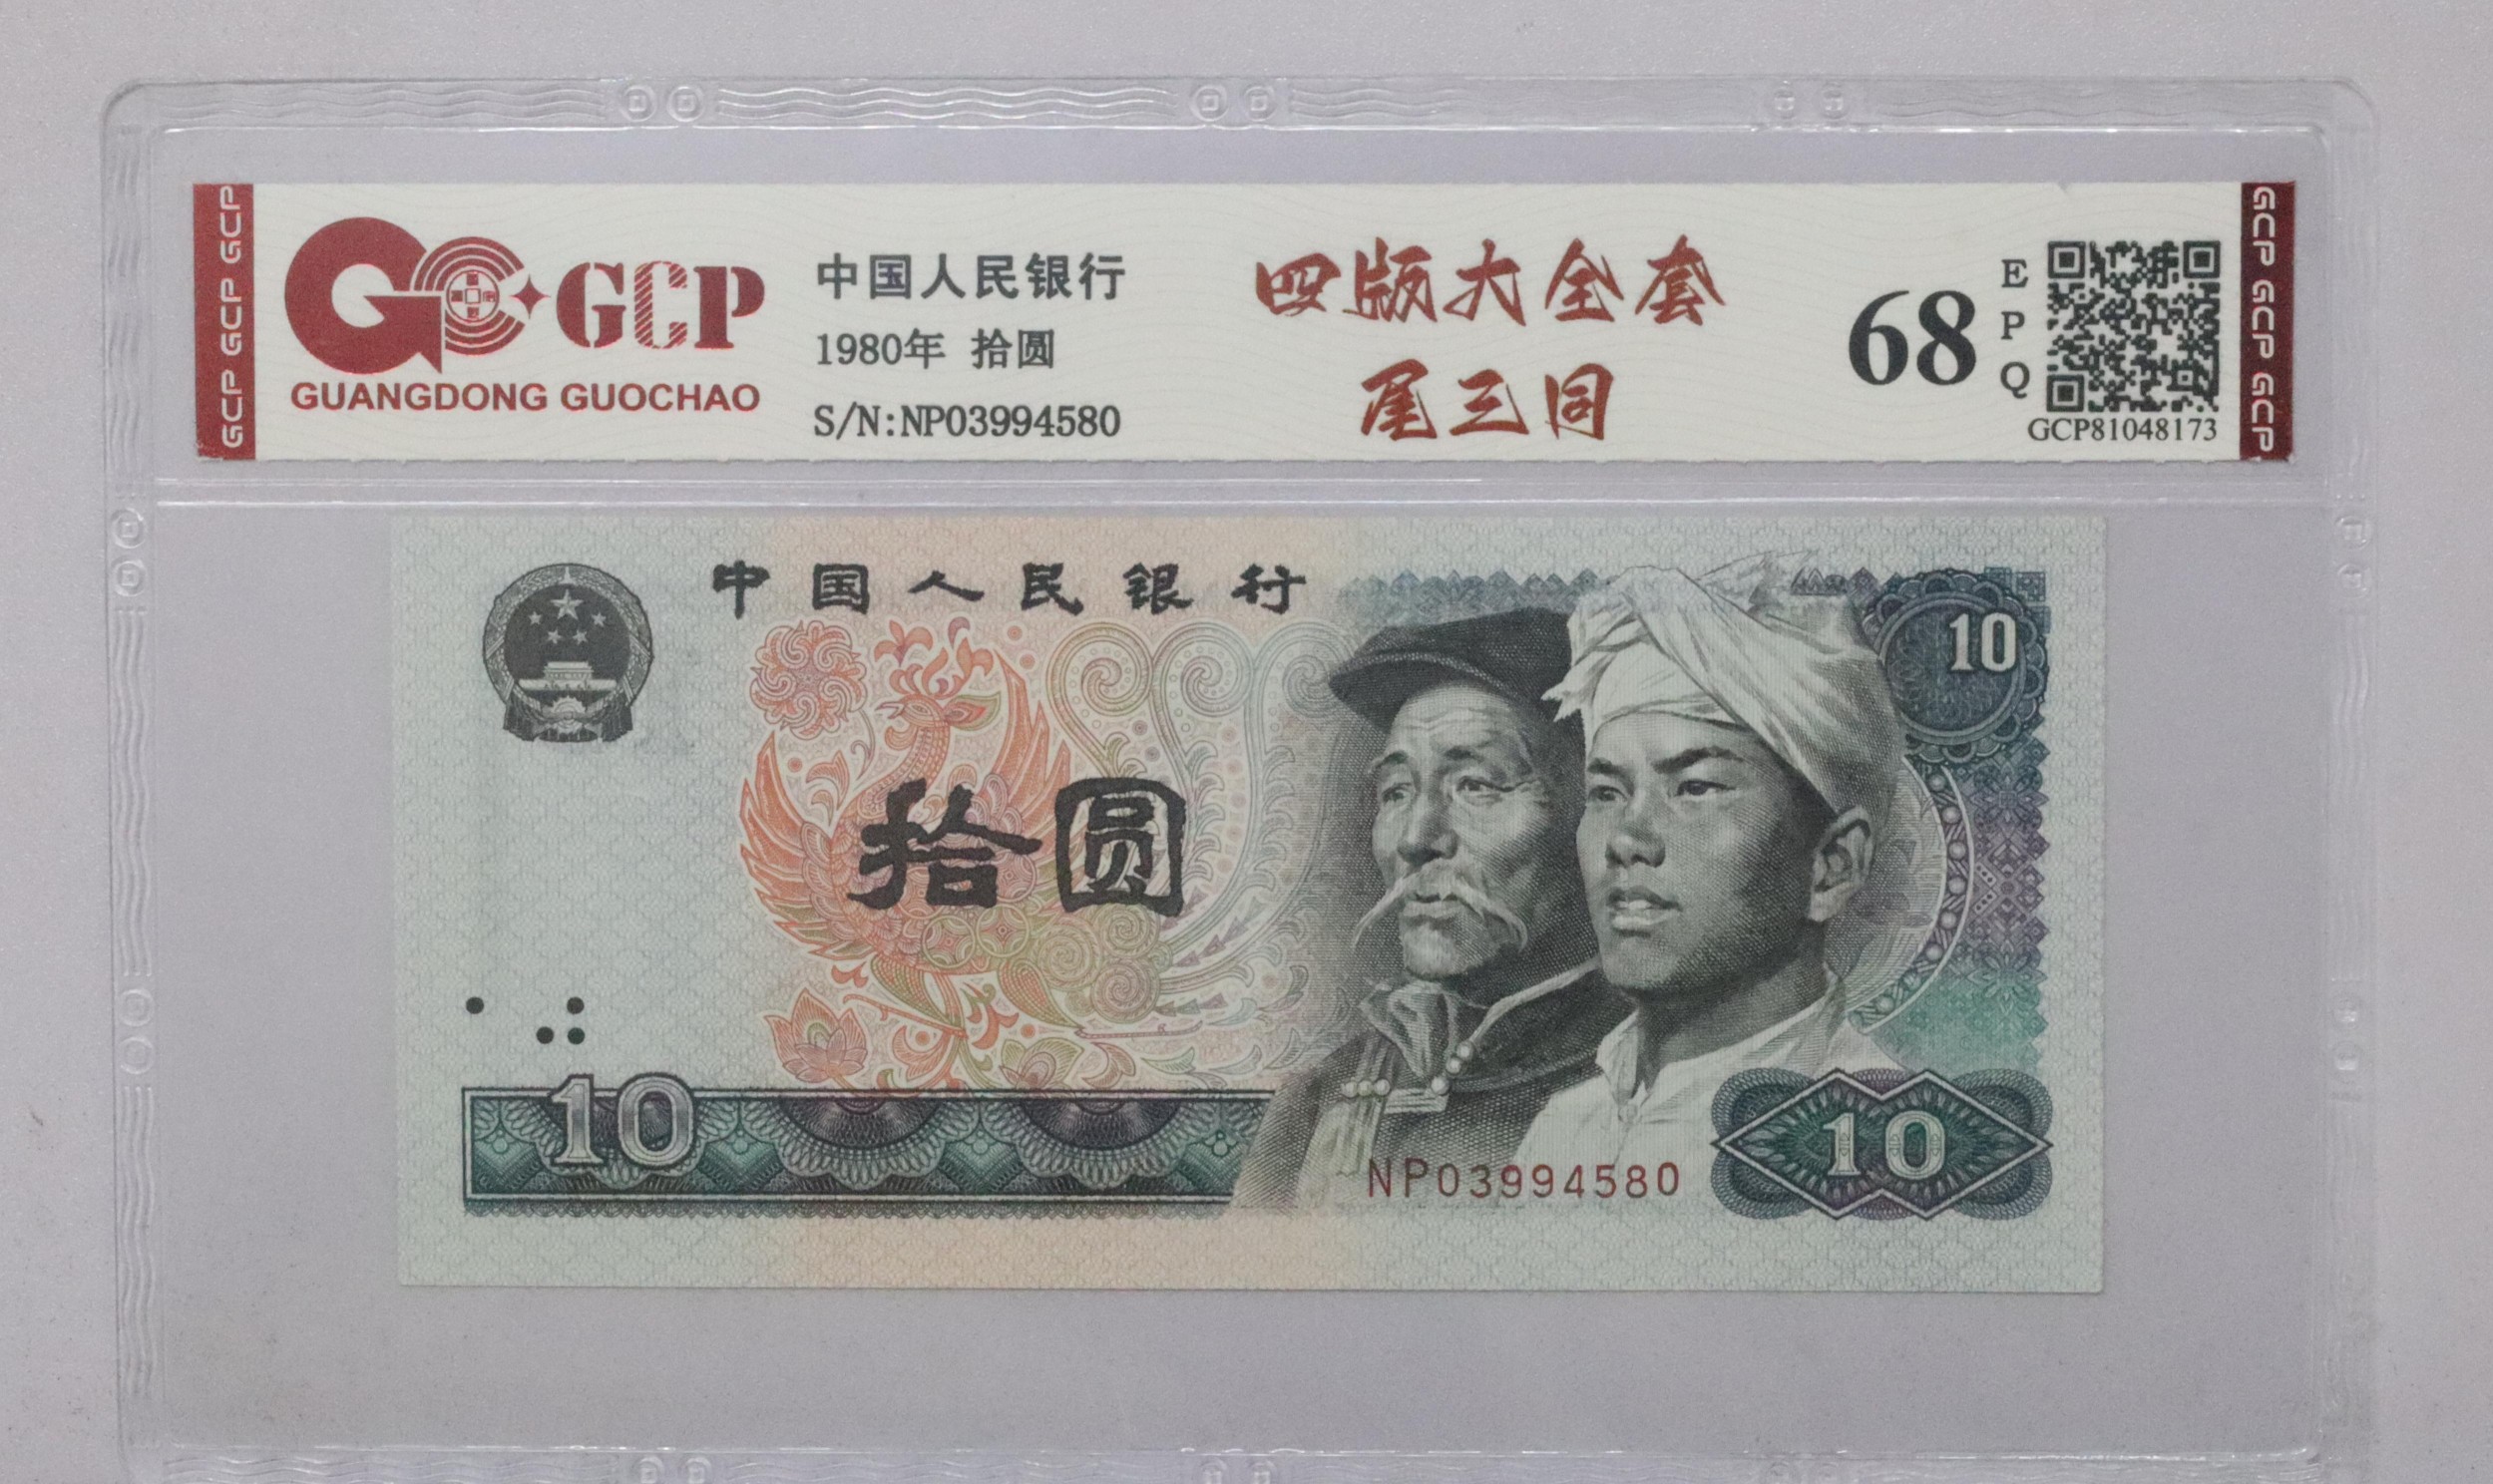 GCP GCP GCP
GCP
GUANGDONG GUOCHAO
中国人民银行
1980年 拾圆
S/N:NP03994580
四版大全套
尾三同
68
EPQ
GCP81048173
GCP GCP GCP
中国人民银行
10
拾圆
10
NP03994580
10